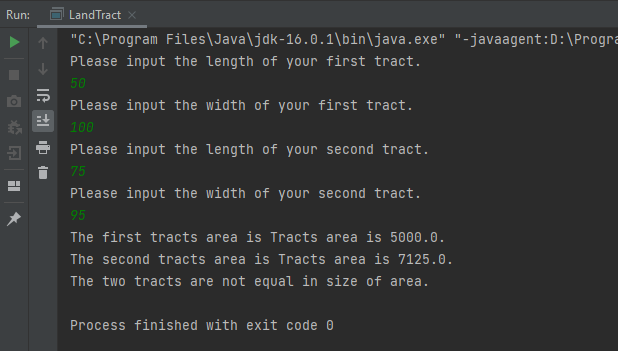 Run: LandTract
"C:\Program Files\Java\jdk-16.0.1\bin\java.exe" "-javaagent:D:\Progra
Please input the length of your first tract.
50
Please input the width of your first tract.
100
Please input the length of your second tract.
75
Please input the width of your second tract.
95
The first tracts area is Tracts area is 5000.0.
The second tracts area is Tracts area is 7125.0.
The two tracts are not equal in size of area.
Process finished with exit code 0